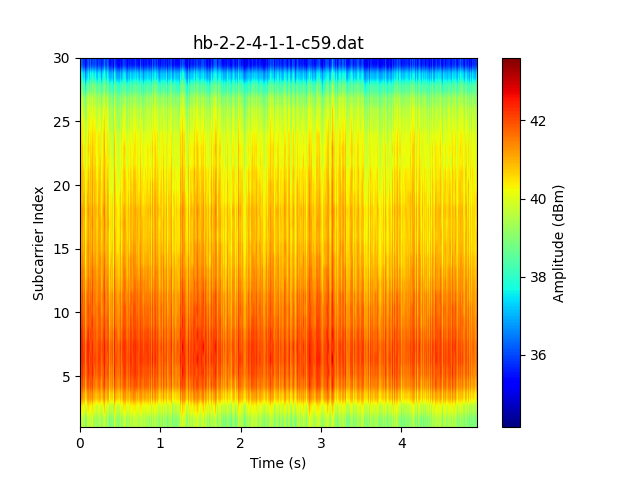 hb-2-2-4-1-1-c59.dat
30
25
20
15
10
5
Subcarrier Index
0 1 2 3 4
Time (s)
42
40
38
36
Amplitude (dBm)